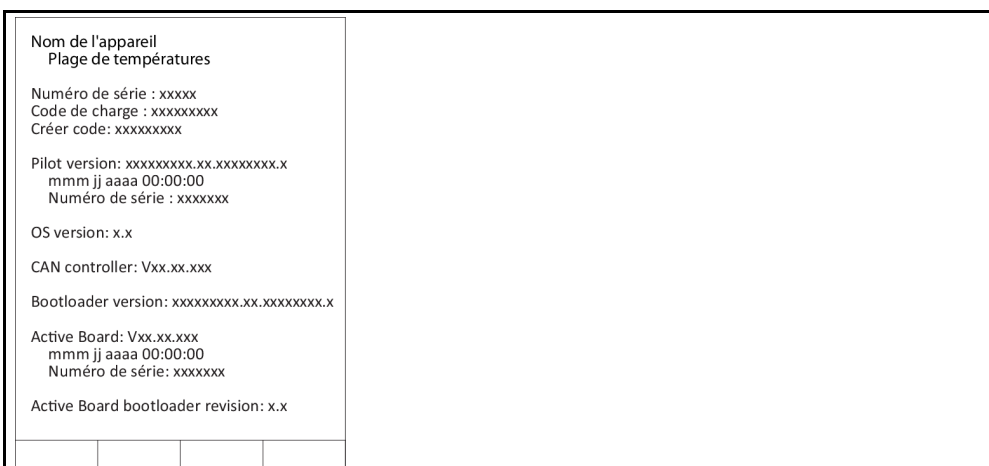 Nom de l'appareil
Plage de températures
Numéro de série : xxxxx
Code de charge : xxxxxxxxx
Créer code: xxxxxxxxx
Pilot version: xxxxxxxxx.xx.xxxxxxxx.x
mmm jj aaaa 00:00:00
Numéro de série : xxxxxxx
OS version: x.x
CAN controller: Vxx.xx.xxx
Bootloader version: xxxxxxxxx.xx.xxxxxxxx.x
Active Board: Vxx.xx.xxx
mmm jj aaaa 00:00:00
Numéro de série: xxxxxxx
Active Board bootloader revision: x.x